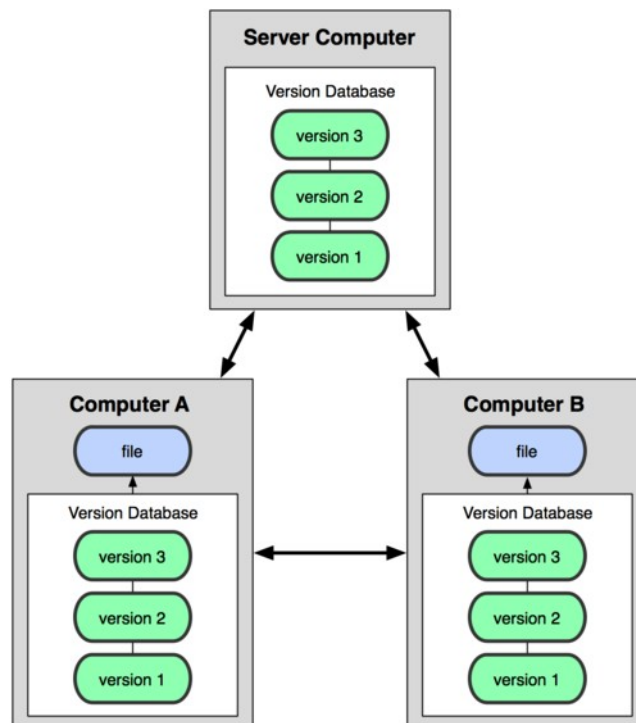 Server Computer
Version Database
version 3
version 2
version 1
Computer A
file
Version Database
version 3
version 2
version 1
Computer B
file
Version Database
version 3
version 2
version 1